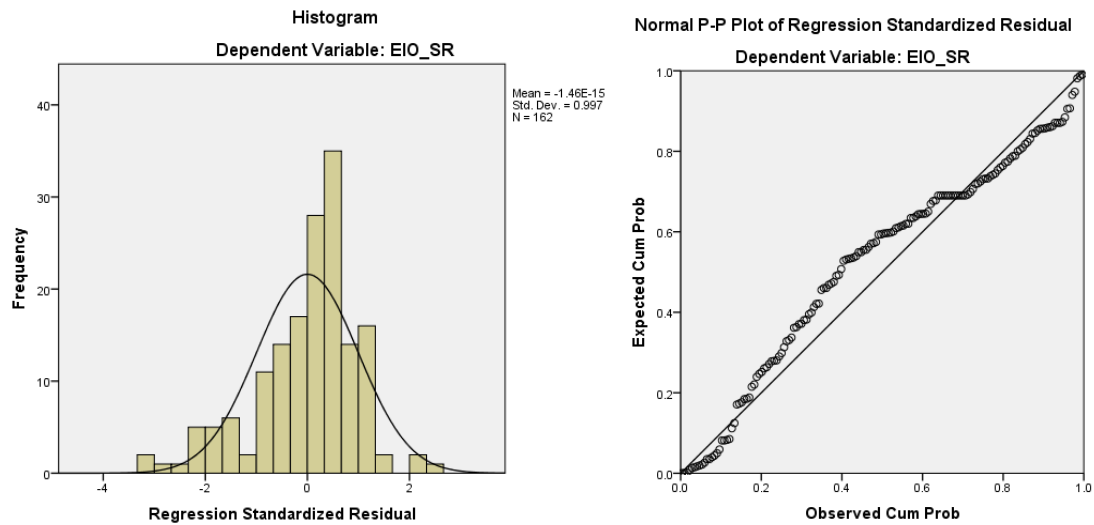 Histogram
Dependent Variable: EIO_SR
Mean = -1.46E-15
Std. Dev. = 0.997
N = 162
40
30
20
10
0
Frequency
-4
-2
0
2
Regression Standardized Residual
Normal P-P Plot of Regression Standardized Residual
Dependent Variable: EIO_SR
1.0
0.8
0.6
0.4
0.2
0.0
Expected Cum Prob
0.0
0.2
0.4
0.6
0.8
1.0
Observed Cum Prob